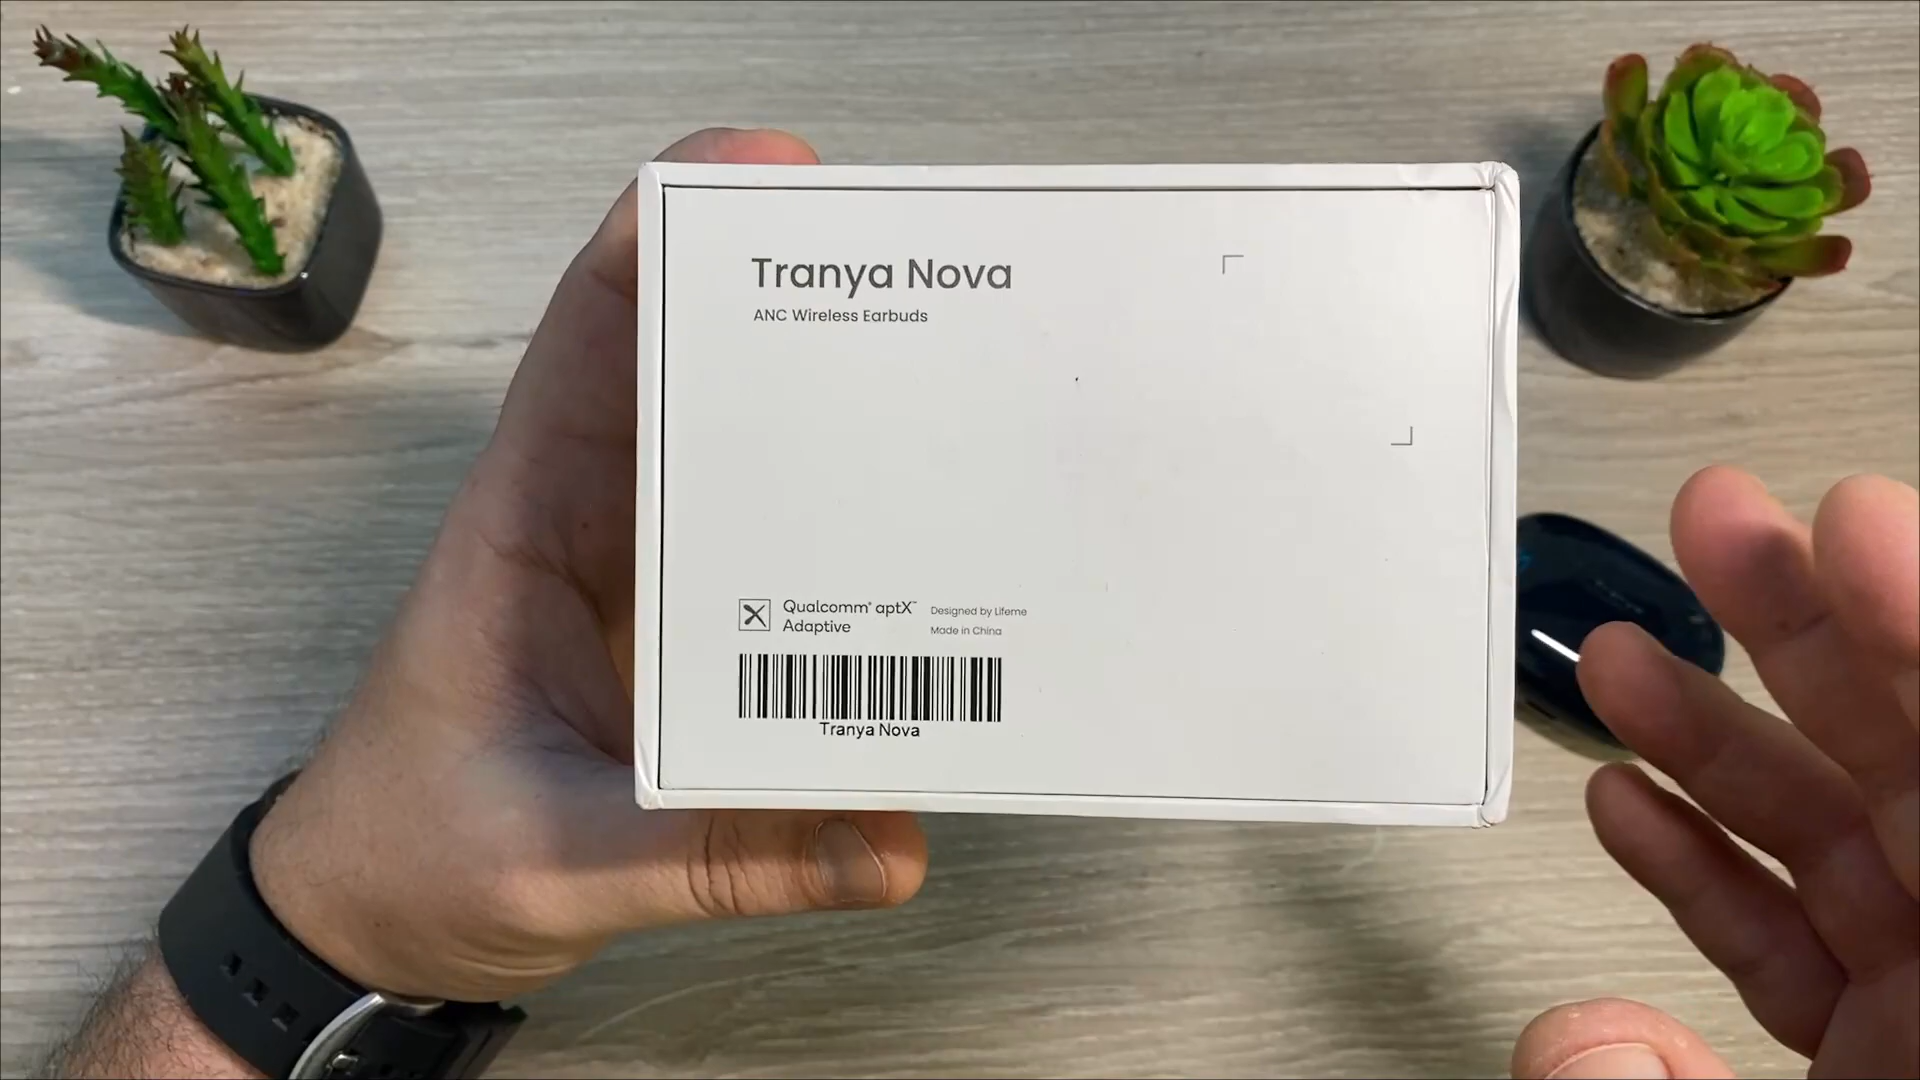 Tranya Nova
ANC Wireless Earbuds
Qualcomm® aptX™
Adaptive
Designed by Lifeme
Made in China
Tranya Nova